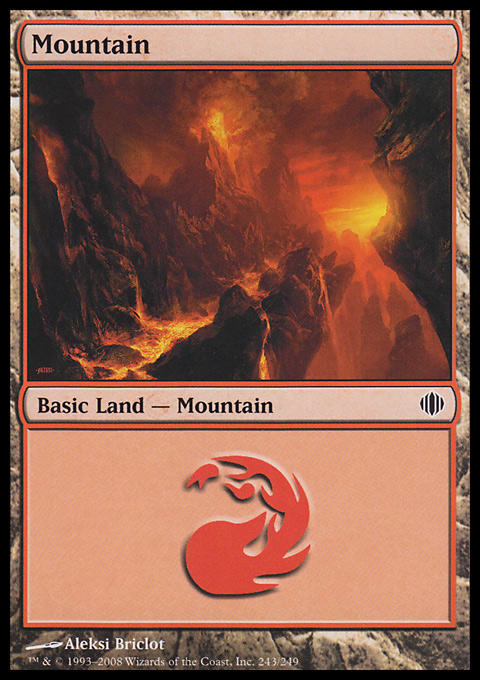 Mountain
Basic Land — Mountain
Aleksi Briclot
™ & © 1993–2008 Wizards of the Coast, Inc. 243/249